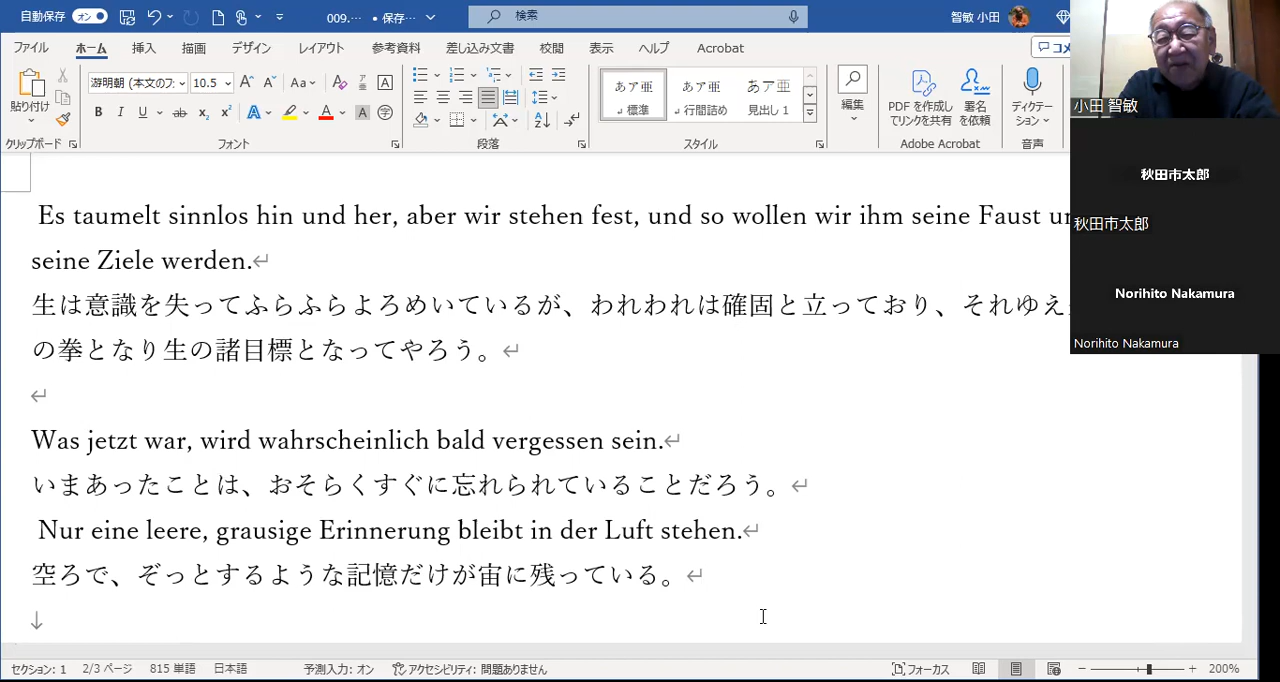 自動保存 オン 009.… • 保存… 検索 智敏 小田
ファイル ホーム 挿入 描画 デザイン レイアウト 参考資料 差し込み文書 校閲 表示 ヘルプ Acrobat コメ
貼り付け 游明朝 (本文のフ 10.5 あア亜 あア亜 あア亜 編集 PDF を作成し 署名 ディクテー
標準 行間詰め 見出し 1 てリンクを共有 を依頼 ション
クリップボード フォント 段落 スタイル Adobe Acrobat 音声
小田 智敏
秋田市太郎
秋田市太郎
Norihito Nakamura
Norihito Nakamura
Es taumelt sinnlos hin und her, aber wir stehen fest, und so wollen wir ihm seine Faust
seine Ziele werden.↵
生は意識を失ってふらふらよろめいているが、われわれは確固と立っており、それゆえ
の拳となり生の諸目標となってやろう。↵
↵
Was jetzt war, wird wahrscheinlich bald vergessen sein.↵
いまあったことは、おそらくすぐに忘れられていることだろう。↵
Nur eine leere, grausige Erinnerung bleibt in der Luft stehen.↵
空ろで、ぞっとするような記憶だけが宙に残っている。↵
↓
セクション: 1 2/3 ページ 815 単語 日本語 予測入力: オン アクセシビリティ: 問題ありません フォーカス 200%